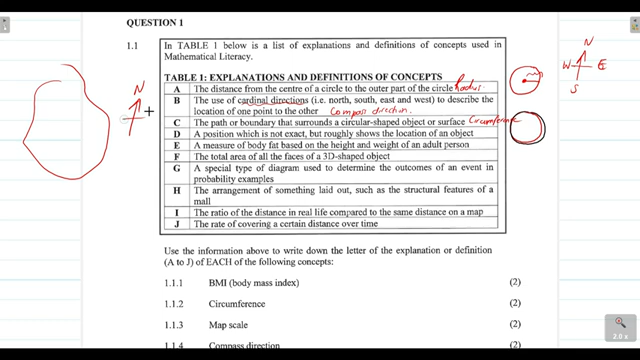 QUESTION 1
1.1 In TABLE 1 below is a list of explanations and definitions of concepts used in
Mathematical Literacy.
TABLE 1: EXPLANATIONS AND DEFINITIONS OF CONCEPTS
A The distance from the centre of a circle to the outer part of the circle Radius
B The use of cardinal directions (i.e. north, south, east and west) to describe the
location of one point to the other Compass direction.
C The path or boundary that surrounds a circular-shaped object or surface Circumference
D A position which is not exact, but roughly shows the location of an object
E A measure of body fat based on the height and weight of an adult person
F The total area of all the faces of a 3D-shaped object
G A special type of diagram used to determine the outcomes of an event in
probability examples
H The arrangement of something laid out, such as the structural features of a
mall
I The ratio of the distance in real life compared to the same distance on a map
J The rate of covering a certain distance over time
Use the information above to write down the letter of the explanation or definition
(A to J) of EACH of the following concepts:
1.1.1 BMI (body mass index) (2)
1.1.2 Circumference (2)
1.1.3 Map scale (2)
1.1.4 Compass direction (2)
N
N
W E
S
2.0 x